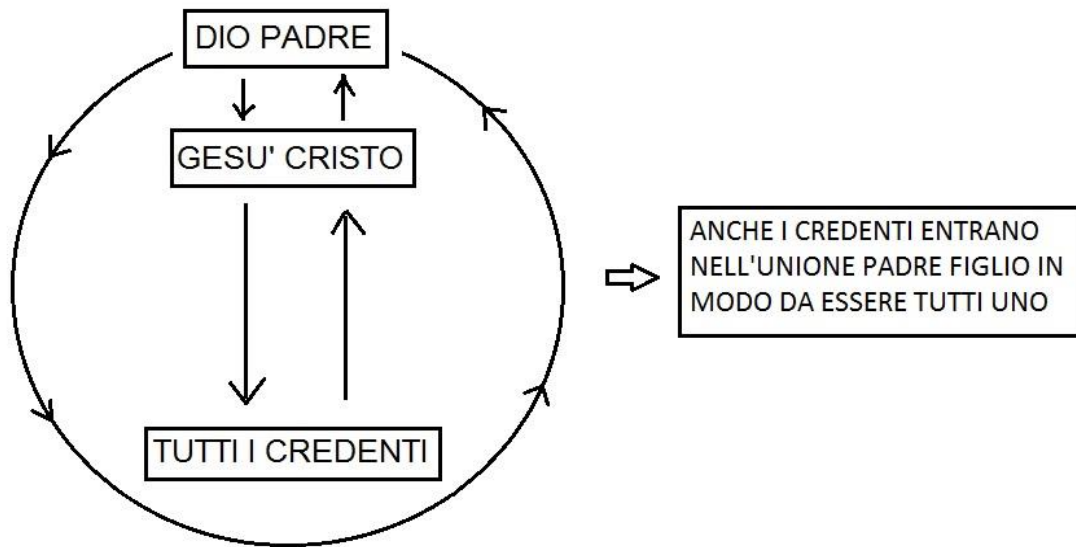 DIO PADRE
GESU' CRISTO
ANCHE I CREDENTI ENTRANO
NELL'UNIONE PADRE FIGLIO IN
MODO DA ESSERE TUTTI UNO
TUTTI I CREDENTI